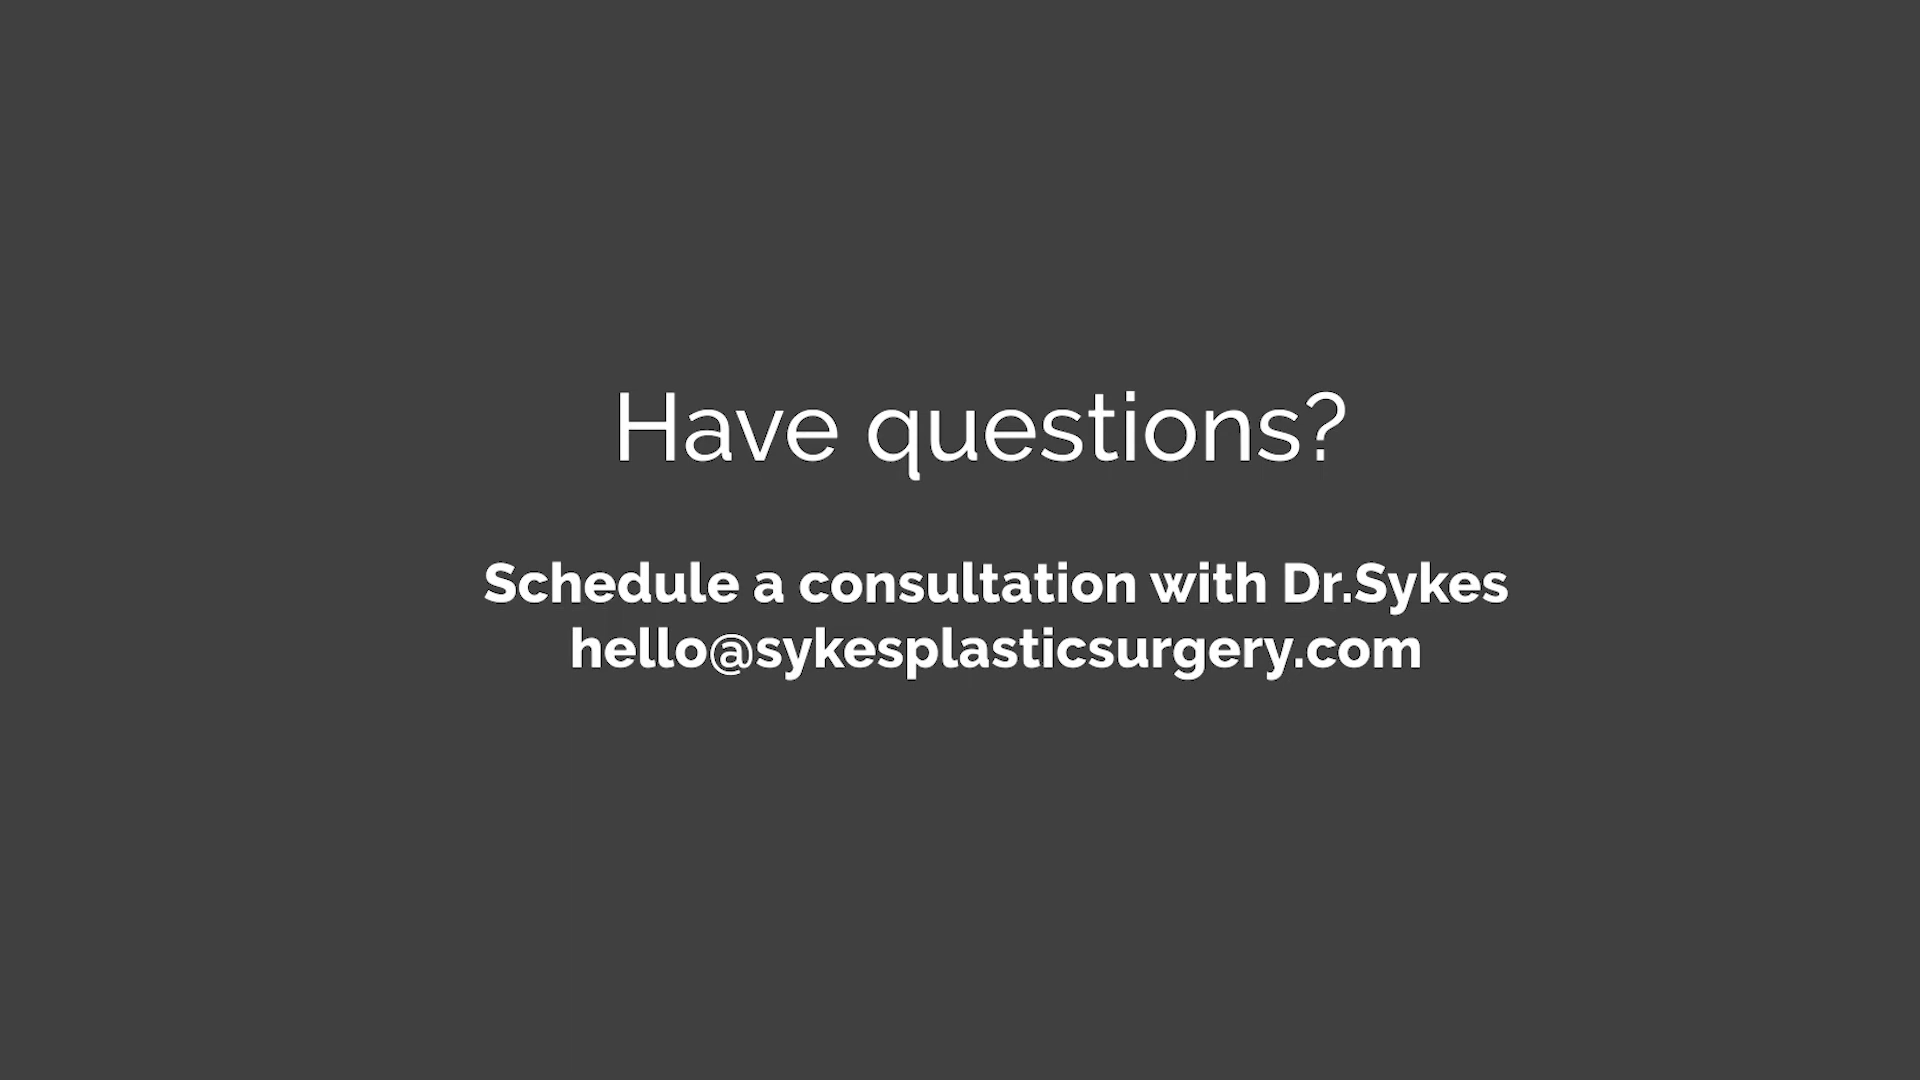 Have questions?
Schedule a consultation with Dr.Sykes
hello@sykesplasticsurgery.com